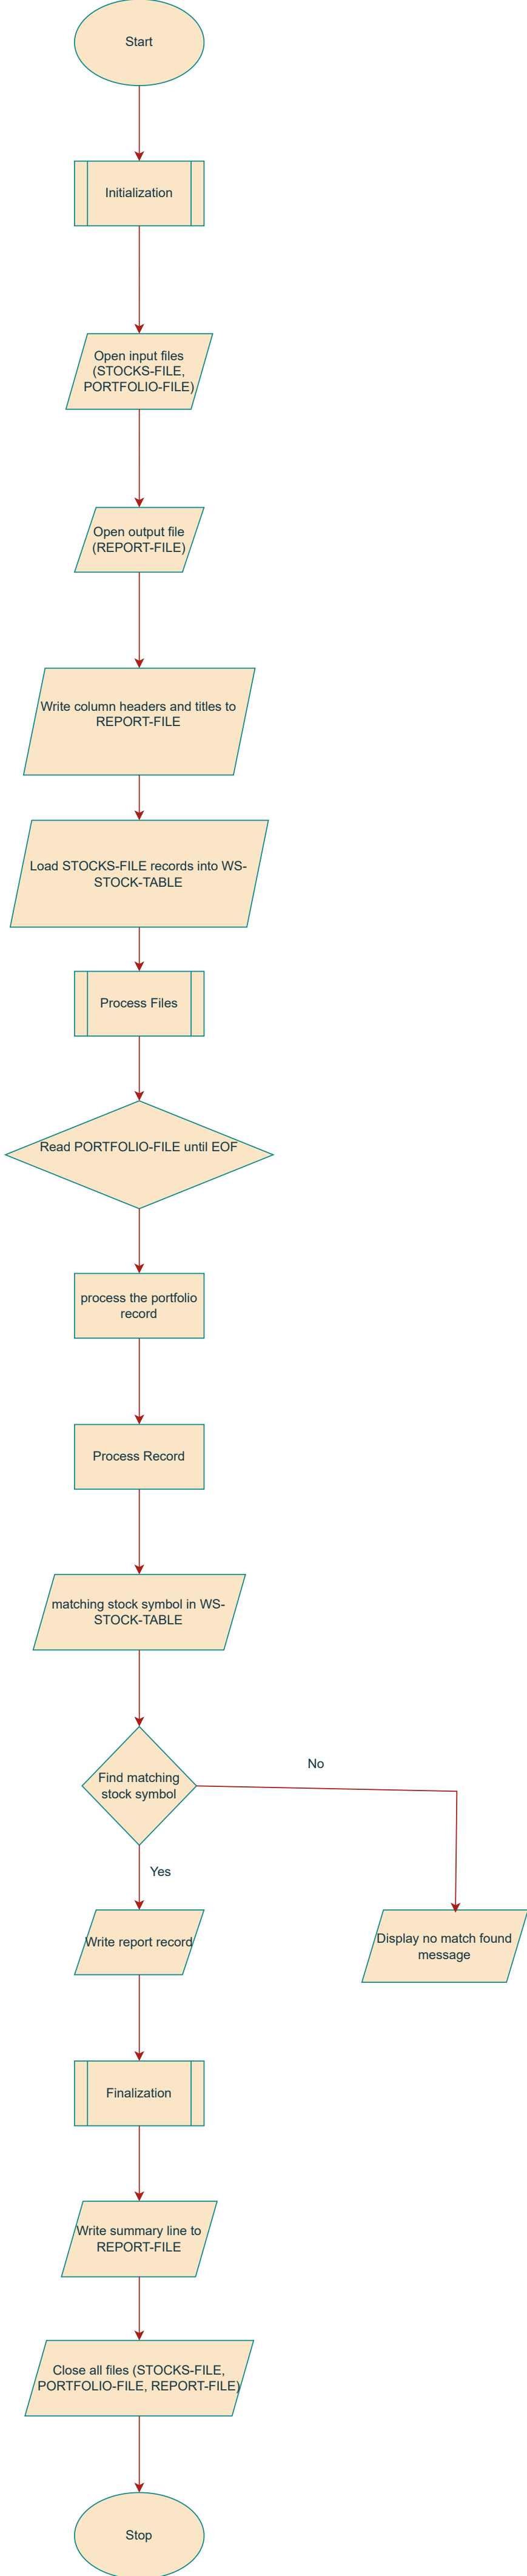 Start
Initialization
Open input files
(STOCKS-FILE,
PORTFOLIO-FILE)
Open output file
(REPORT-FILE)
Write column headers and titles to
REPORT-FILE
Load STOCKS-FILE records into WS-
STOCK-TABLE
Process Files
Read PORTFOLIO-FILE until EOF
process the portfolio
record
Process Record
matching stock symbol in WS-
STOCK-TABLE
Find matching
stock symbol
No
Yes
Write report record
Display no match found
message
Finalization
Write summary line to
REPORT-FILE
Close all files (STOCKS-FILE,
PORTFOLIO-FILE, REPORT-FILE)
Stop